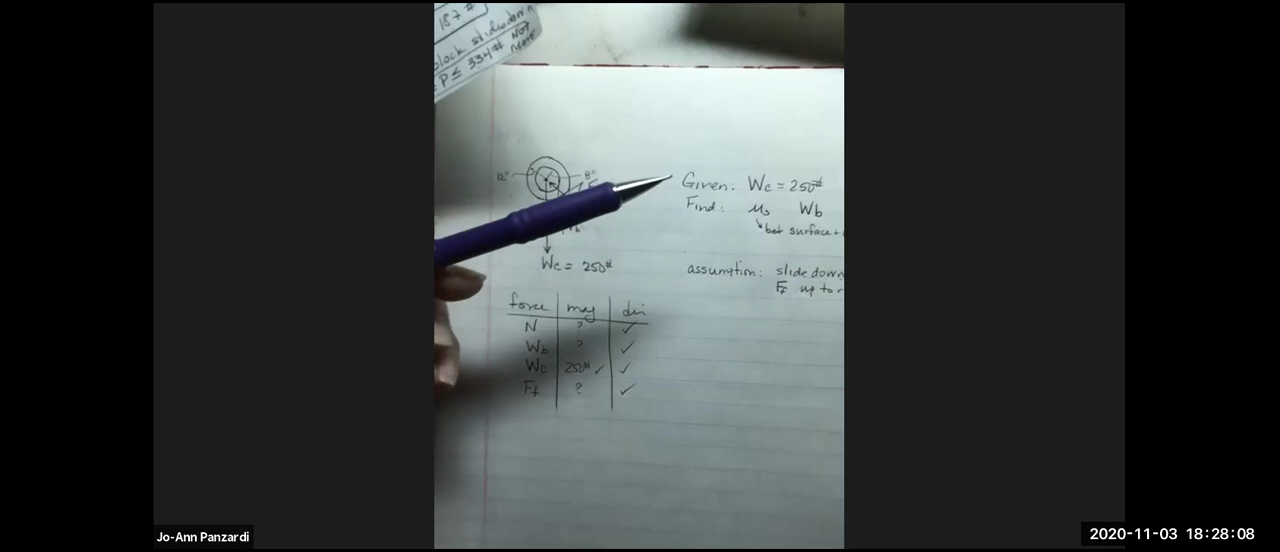 187 #
block slides down
P ≤ 334# NOT
More
12"
8"
Wc = 250#
Given: Wc = 250#
Find: μs Wb
bet surface +
assumption: slide down
Ff up to
force mag dir
N ? ✓
Wb ? ✓
Wc 250# ✓ ✓
Ff ? ✓
Jo-Ann Panzardi
2020-11-03 18:28:08